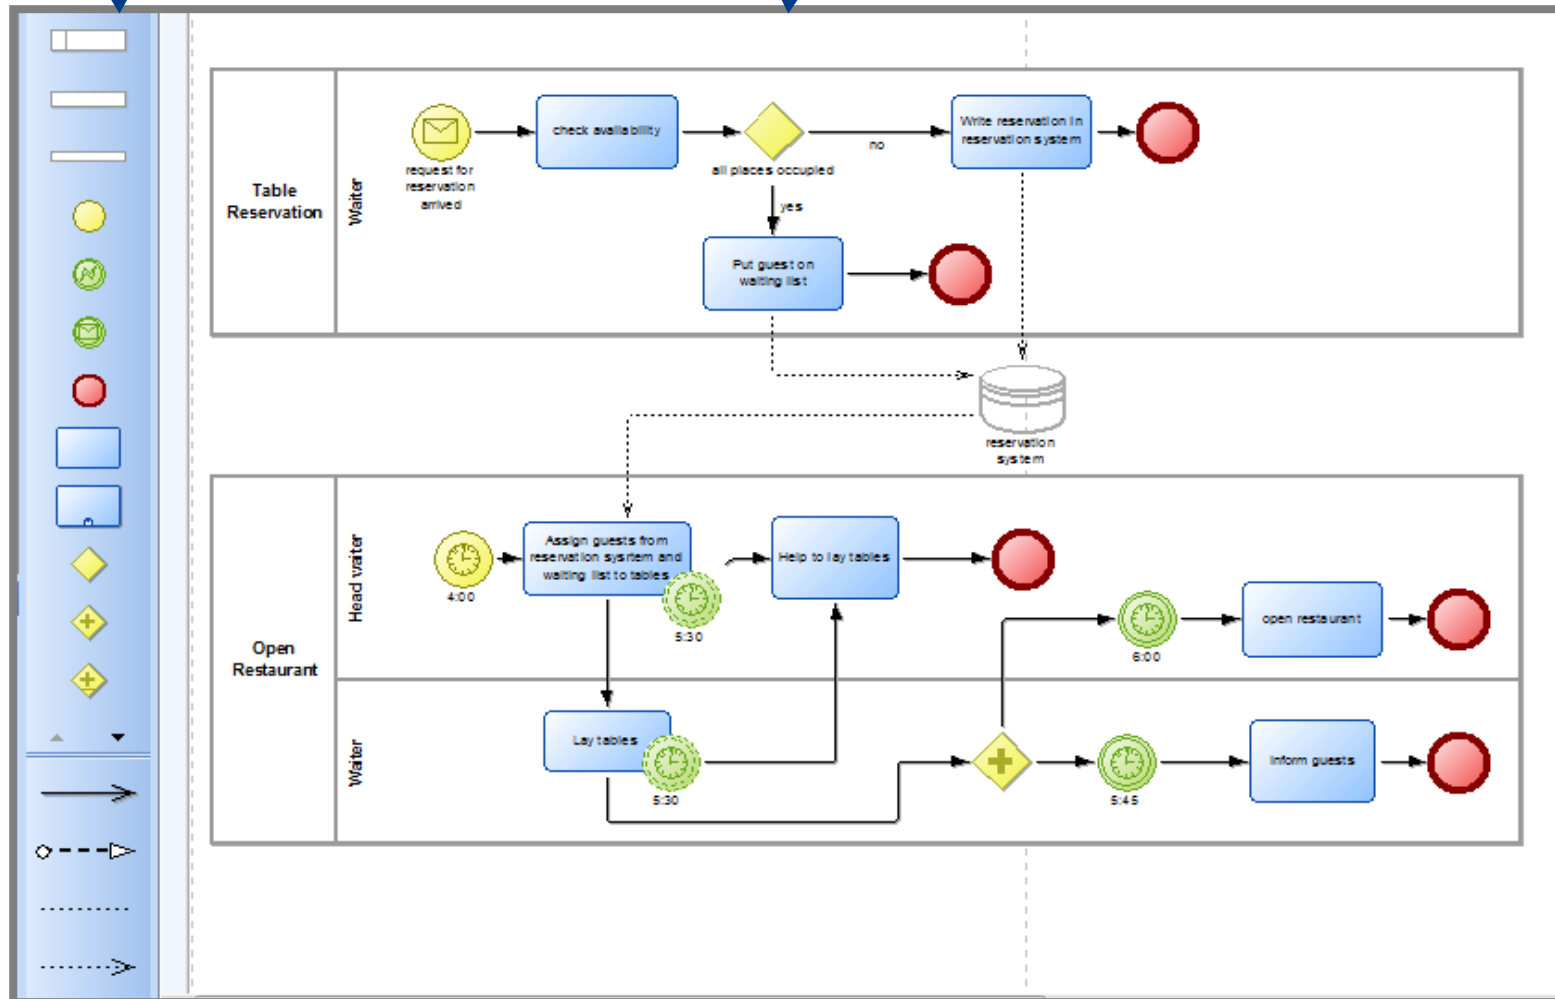 Table
Reservation
Waiter
request for
reservation
arrived
check availability
all places occupied
no
yes
Write reservation in
reservation system
Put guest on
waiting list
reservation
system
Open
Restaurant
Head waiter
4:00
Assign guests from
reservation sysrtem and
waiting list to tables
5:30
Help to lay tables
6:00
open restaurant
Waiter
Lay tables
5:30
5:45
Inform guests